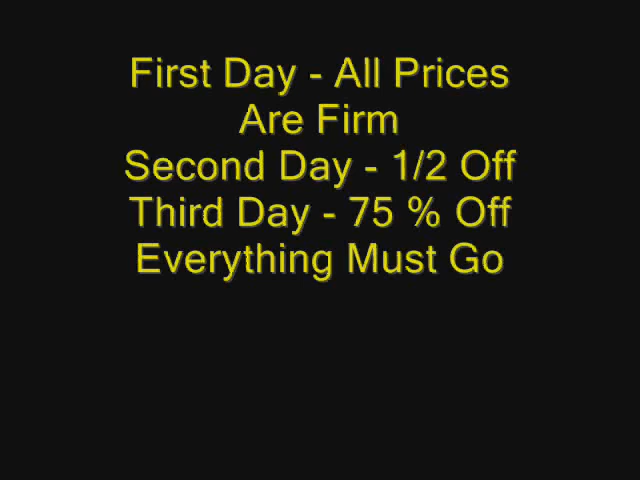 First Day - All Prices
Are Firm
Second Day - 1/2 Off
Third Day - 75 % Off
Everything Must Go